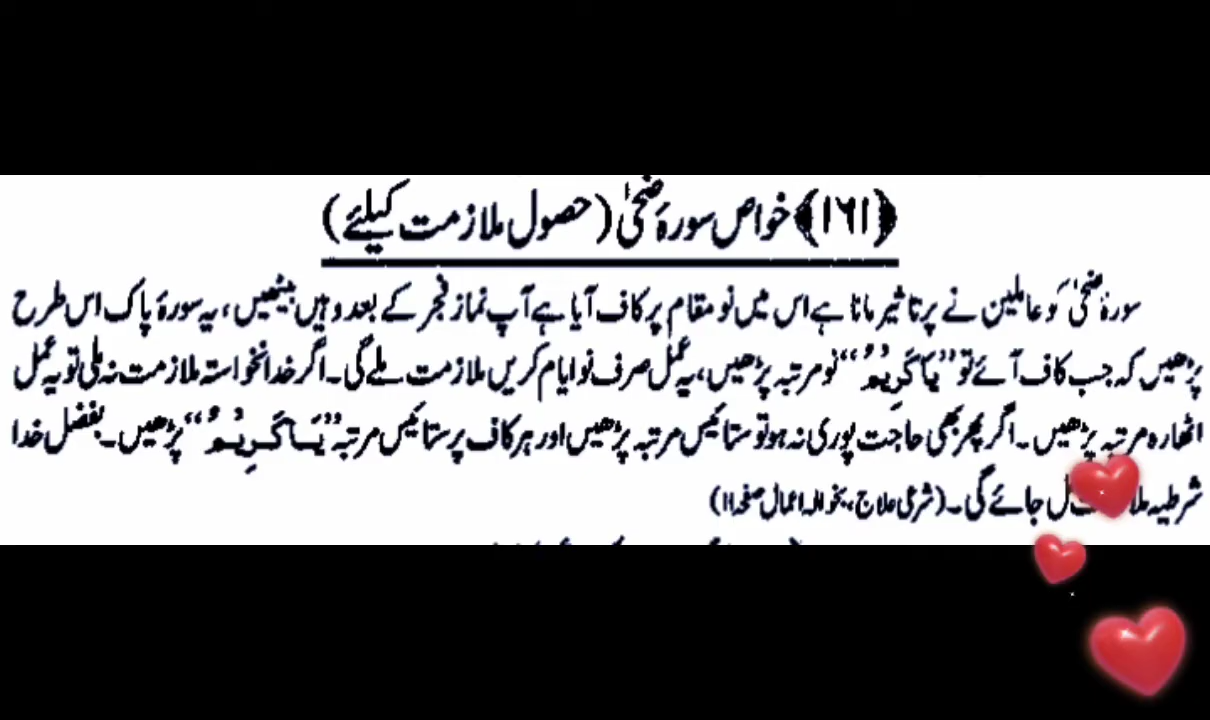 ﴿۱۶۱﴾ خواص سورۂ ضحیٰ (حصول ملازمت کیلئے)
سورۂ ضحیٰ کو عاملین نے پرتاثیر مانا ہے اس میں نو مقام پر کاف آیا ہے آپ نماز فجر کے بعد وہیں بیٹھیں، یہ سورۂ پاک اس طرح
پڑھیں کہ جب کاف آئے تو ”یَا کَرِیْمُ“ نو مرتبہ پڑھیں، یہ عمل صرف نو ایام کریں ملازمت ملے گی۔ اگر خدانخواستہ ملازمت نہ ملی تو یہ عمل
اٹھارہ مرتبہ پڑھیں۔ اگر پھر بھی حاجت پوری نہ ہو تو ستائیس مرتبہ پڑھیں اور ہر کاف پر ستائیس مرتبہ ”یَا کَرِیْمُ“ پڑھیں۔ بفضل خدا
شرطیہ مل جائے گی۔ (شرعی علاج، بحوالہ اعمال صفحہ ۱۱)